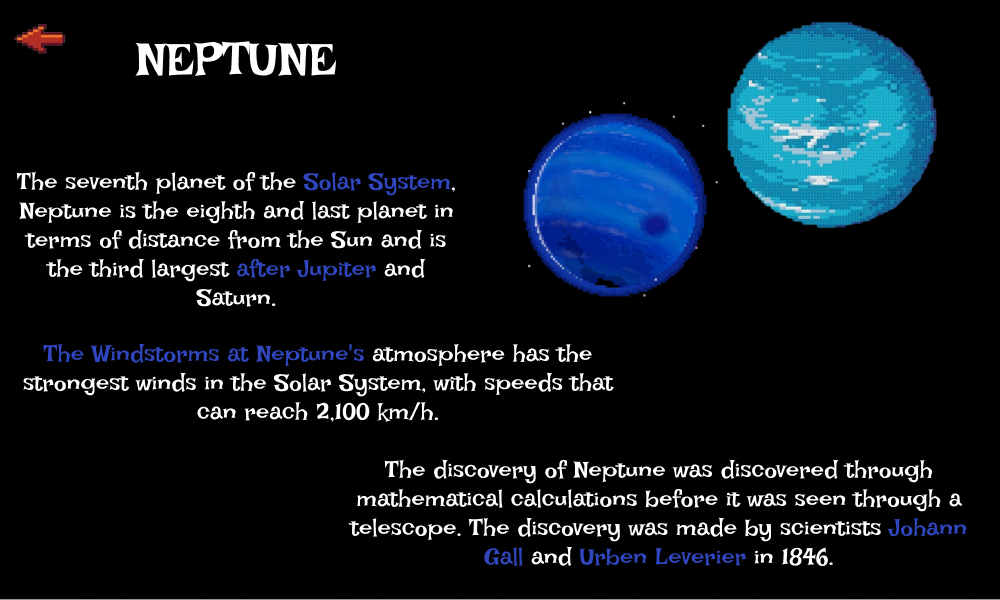 NEPTUNE
The seventh planet of the Solar System,
Neptune is the eighth and last planet in
terms of distance from the Sun and is
the third largest after Jupiter and
Saturn.
The Windstorms at Neptune's atmosphere has the
strongest winds in the Solar System, with speeds that
can reach 2,100 km/h.
The discovery of Neptune was discovered through
mathematical calculations before it was seen through a
telescope. The discovery was made by scientists Johann
Gall and Urben Leverier in 1846.